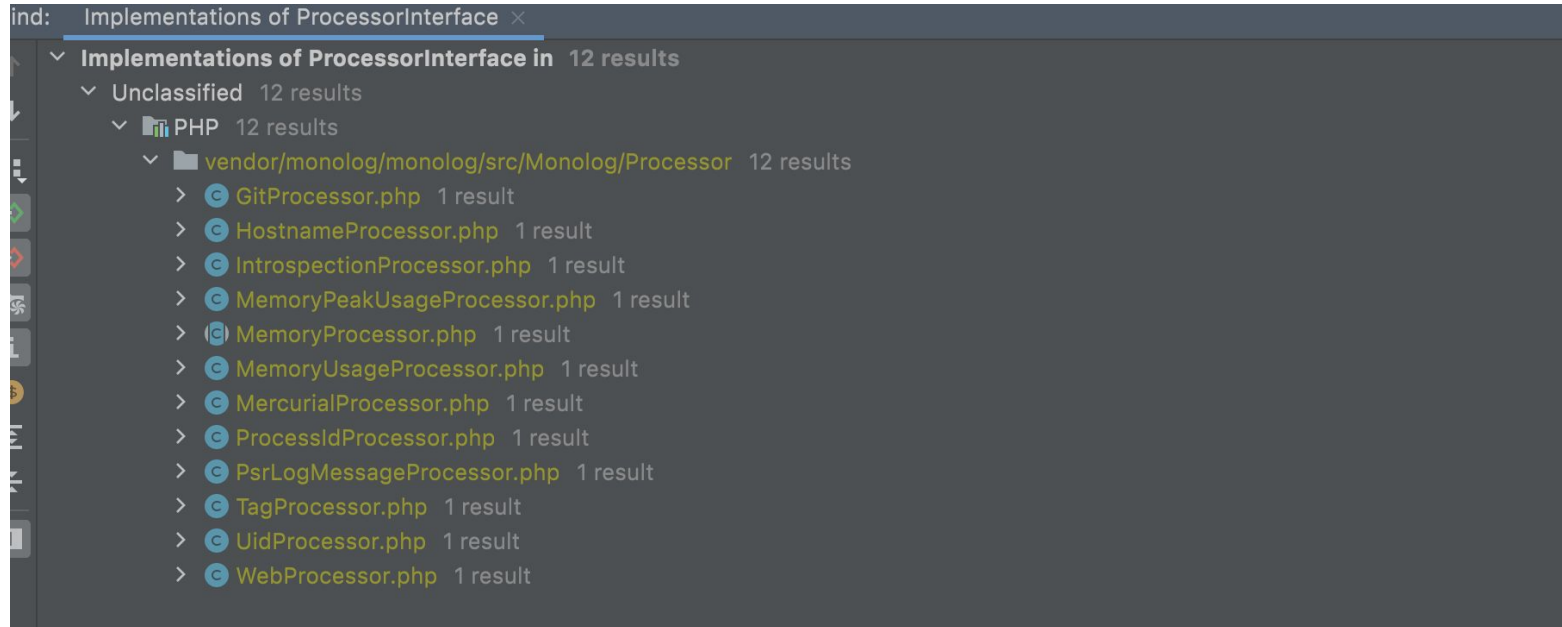 ind: Implementations of ProcessorInterface
Implementations of ProcessorInterface in 12 results
Unclassified 12 results
PHP 12 results
vendor/monolog/monolog/src/Monolog/Processor 12 results
GitProcessor.php 1 result
HostnameProcessor.php 1 result
IntrospectionProcessor.php 1 result
MemoryPeakUsageProcessor.php 1 result
MemoryProcessor.php 1 result
MemoryUsageProcessor.php 1 result
MercurialProcessor.php 1 result
ProcessIdProcessor.php 1 result
PsrLogMessageProcessor.php 1 result
TagProcessor.php 1 result
UidProcessor.php 1 result
WebProcessor.php 1 result